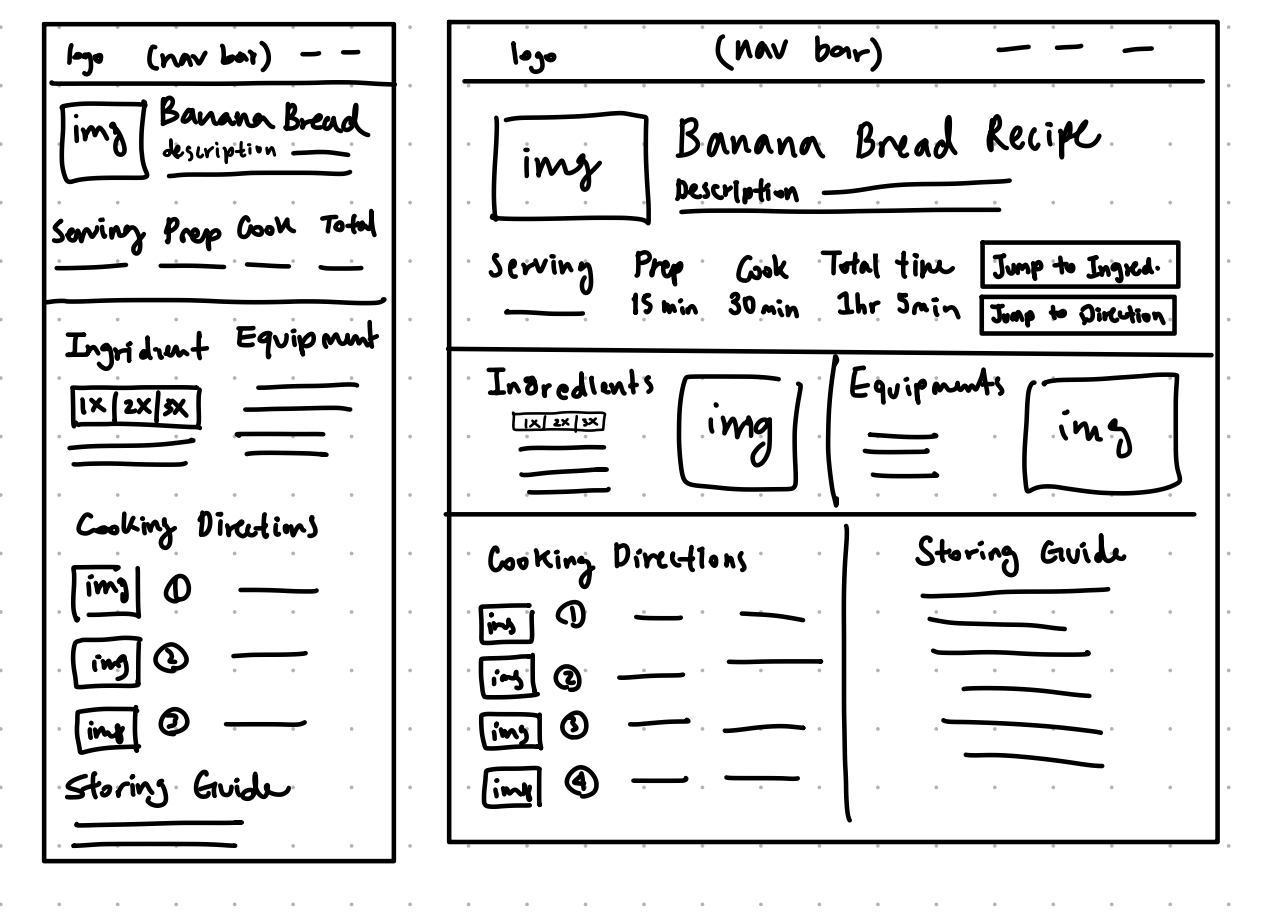 logo (nav bar)
img
Banana Bread
description
Serving Prep Cook Total
Ingridient Equipment
1X 2X 3X
Cooking Directions
img 1
img 2
img 3
Storing Guide
logo (nav bar)
img
Banana Bread Recipe
Description
Serving Prep Cook Total time
15 min 30 min 1hr 5min
Jump to Ingred.
Jump to Direction
Ingredients
1X 2X 3X
img
Equipments
img
Cooking Directions
img 1
img 2
img 3
img 4
Storing Guide